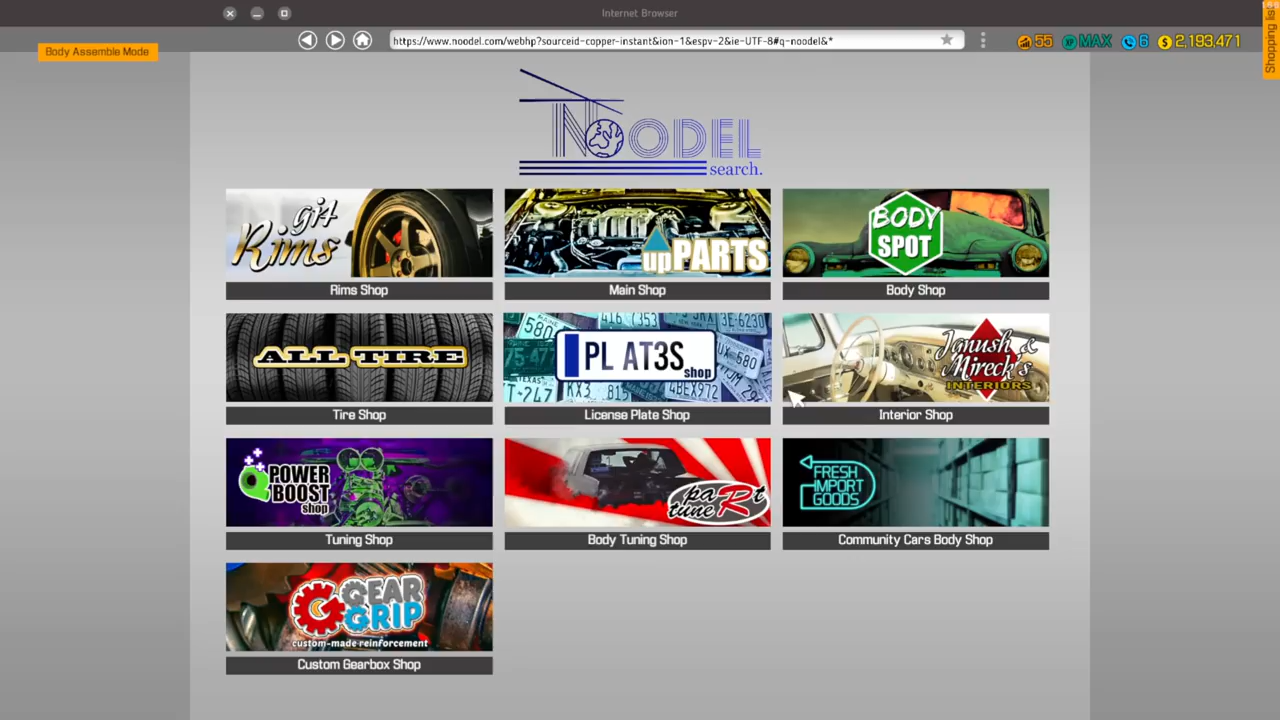 Internet Browser
Body Assemble Mode
https://www.noodel.com/webhp?sourceid-copper-instant&ion-1&espv-2&ie-UTF-8#q-noodel&*
55
XP MAX
6
$ 2,193,471
Shopping list
NOODEL
search.
gi4
Rims
upPARTS
BODY
SPOT
Rims Shop
Main Shop
Body Shop
ALL TIRE
580
PL AT3S
shop
Janush &
Mireck's
INTERIORS
Tire Shop
License Plate Shop
Interior Shop
POWER
BOOST
shop
paRt
tune
FRESH
IMPORT
GOODS
Tuning Shop
Body Tuning Shop
Community Cars Body Shop
GEAR
GRIP
custom-made reinforcement
Custom Gearbox Shop